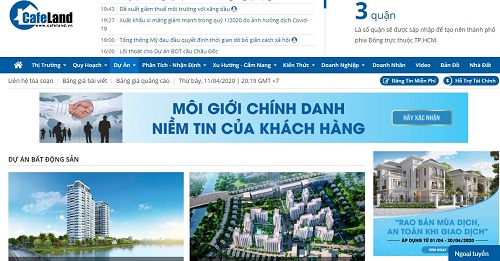 CafeLand
www.cafeland.vn
19:43 Đề xuất giảm thuế môi trường với xăng dầu
19:27 Xuất khẩu xi măng giảm mạnh trong quý 1/2020 do ảnh hưởng dịch Covid-19
19:00 Tổng thống Mỹ đau đầu quyết định thời gian dỡ bỏ giãn cách xã hội
16:00 Lối thoát cho Dự án BOT cầu Châu Đốc
3 quận
Là số quận sẽ được sáp nhập để tạo nên thành phố
phía Đông trực thuộc TP.HCM.
Thị Trường Quy Hoạch Dự Án Phân Tích - Nhận Định Xu Hướng - Cẩm Nang Kiến Thức Doanh Nghiệp Doanh Nhân Video Bản Đồ Nhà Đất
Liên hệ tòa soạn Bảng giá bài viết Bảng giá quảng cáo Thứ bảy, 11/04/2020 | 20:19 GMT+7 Đăng Tin Miễn Phí Hỗ Trợ Tài Chính
MÔI GIỚI CHÍNH DANH
NIỀM TIN CỦA KHÁCH HÀNG
HÃY XÁC NHẬN
DỰ ÁN BẤT ĐỘNG SẢN
"RAO BÁN MÙA DỊCH,
AN TOÀN KHI GIAO DỊCH"
ÁP DỤNG TỪ 01/04 - 30/04/2020
XEM NGAY
Ngoại tuyến